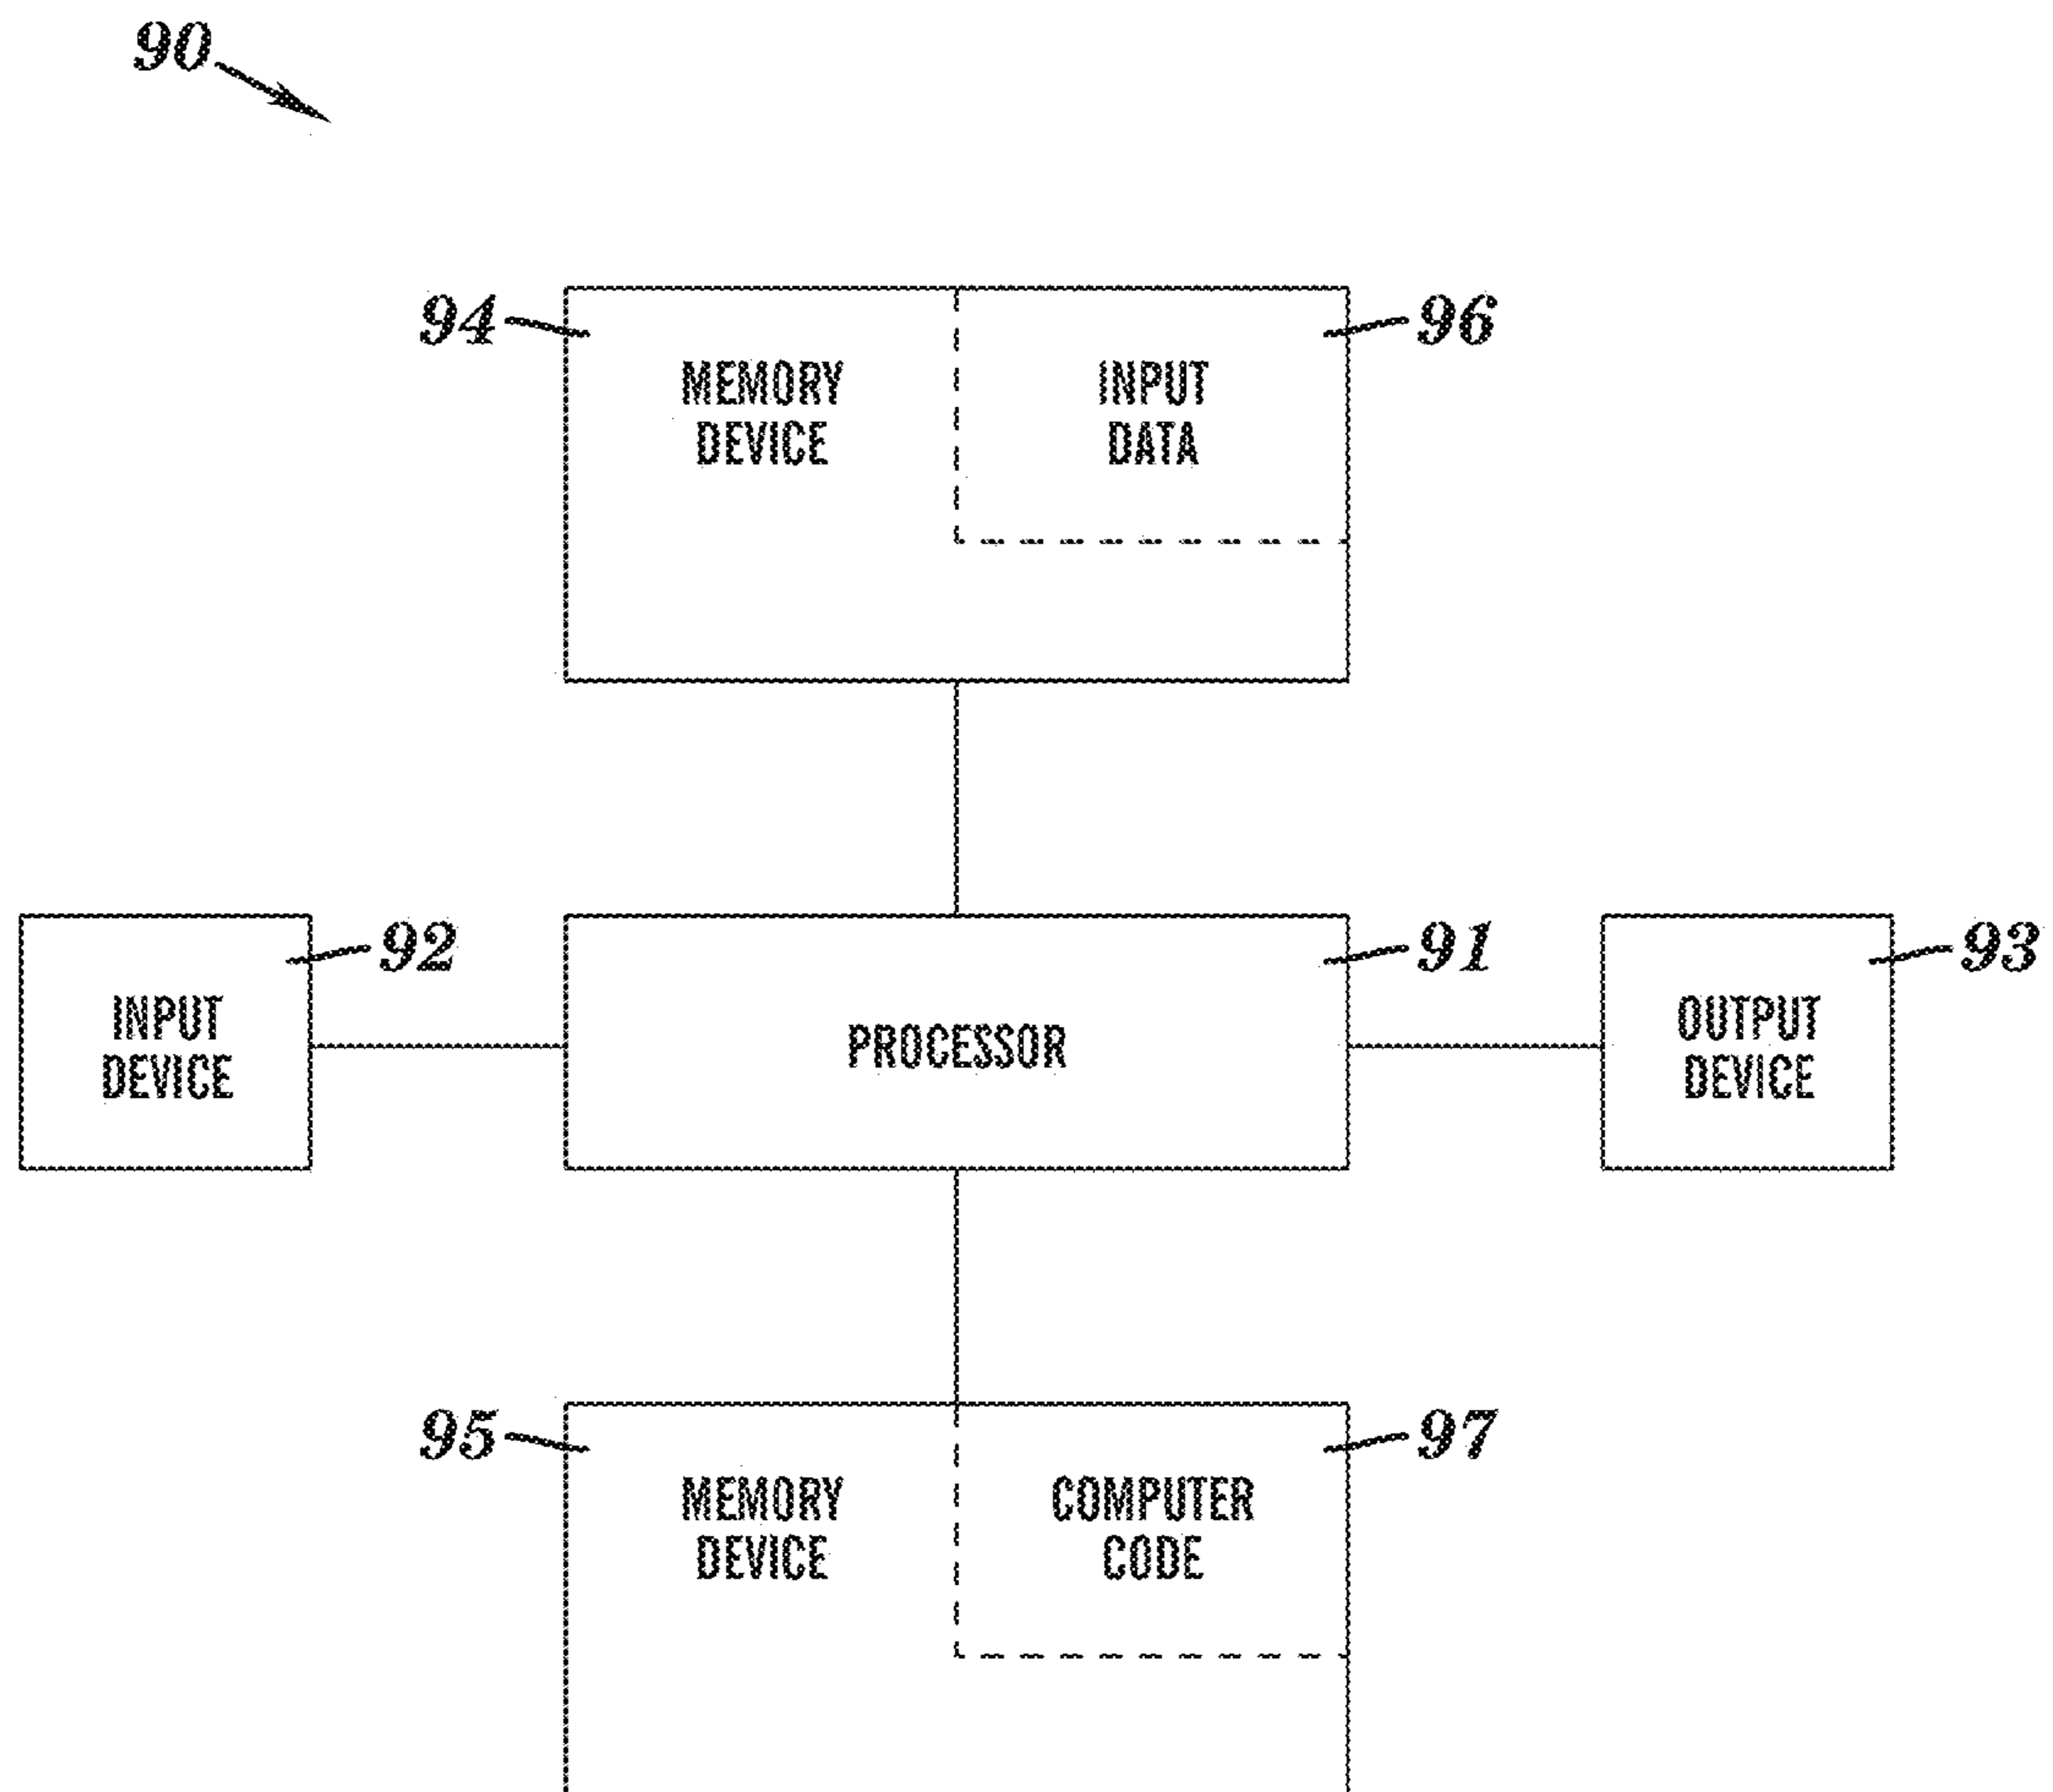 90
94
MEMORY
DEVICE
INPUT
DATA
96
92
INPUT
DEVICE
91
PROCESSOR
93
OUTPUT
DEVICE
95
MEMORY
DEVICE
COMPUTER
CODE
97